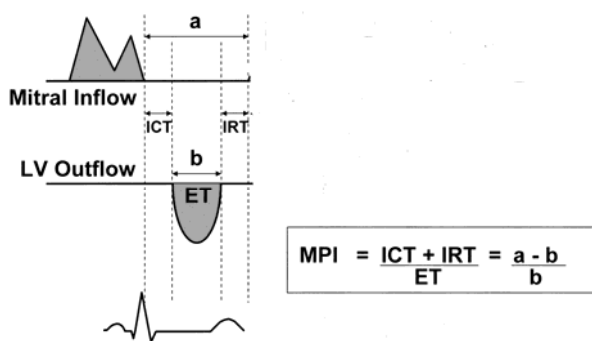 a
Mitral Inflow
ICT
IRT
b
LV Outflow
ET
MPI = ICT + IRT = a - b
ET b